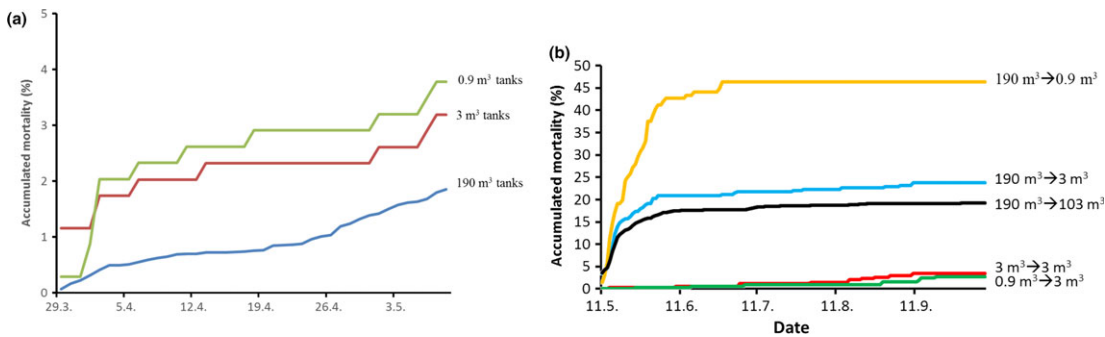 (a)
Accumulated mortality (%)
5
4
3
2
1
0
29.3.
5.4.
12.4.
19.4.
26.4.
3.5.
0.9 m³ tanks
3 m³ tanks
190 m³ tanks
(b)
Accumulated mortality (%)
50
45
40
35
30
25
20
15
10
5
0
11.5.
11.6.
11.7.
11.8.
11.9.
Date
190 m³→0.9 m³
190 m³→3 m³
190 m³→103 m³
3 m³→3 m³
0.9 m³→3 m³